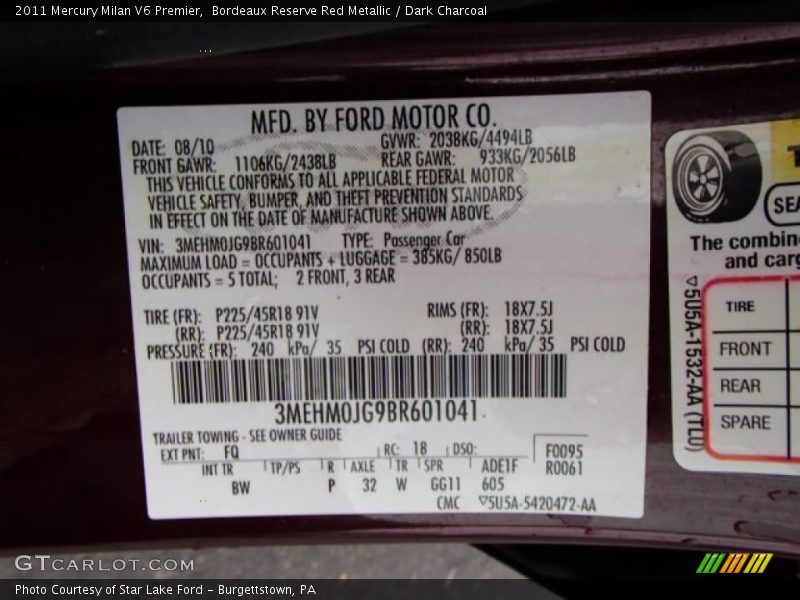 2011 Mercury Milan V6 Premier,  Bordeaux Reserve Red Metallic / Dark Charcoal
MFD. BY FORD MOTOR CO.
DATE: 08/10
GVWR: 2038KG/4494LB
FRONT GAWR: 1106KG/2438LB
REAR GAWR: 933KG/2056LB
THIS VEHICLE CONFORMS TO ALL APPLICABLE FEDERAL MOTOR
VEHICLE SAFETY, BUMPER, AND THEFT PREVENTION STANDARDS
IN EFFECT ON THE DATE OF MANUFACTURE SHOWN ABOVE.
VIN: 3MEHM0JG9BR601041 TYPE: Passenger Car
MAXIMUM LOAD = OCCUPANTS + LUGGAGE = 385KG/ 850LB
OCCUPANTS = 5 TOTAL; 2 FRONT, 3 REAR
TIRE (FR): P225/45R18 91V RIMS (FR): 18X7.5J
(RR): P225/45R18 91V (RR): 18X7.5J
PRESSURE (FR): 240 kPa/ 35 PSI COLD (RR): 240 kPa/ 35 PSI COLD
3MEHM0JG9BR601041
TRAILER TOWING - SEE OWNER GUIDE
EXT PNT: FQ RC: 18 DSO: F0095
R0061
INT TR TP/PS R AXLE TR SPR ADE1F
BW P 32 W GG11 605
CMC ▽5U5A-5420472-AA
SEA
The combin
and carg
▽5U5A-1532-AA (TLU)
TIRE
FRONT
REAR
SPARE
GTCARLOT.COM
Photo Courtesy of Star Lake Ford - Burgettstown, PA